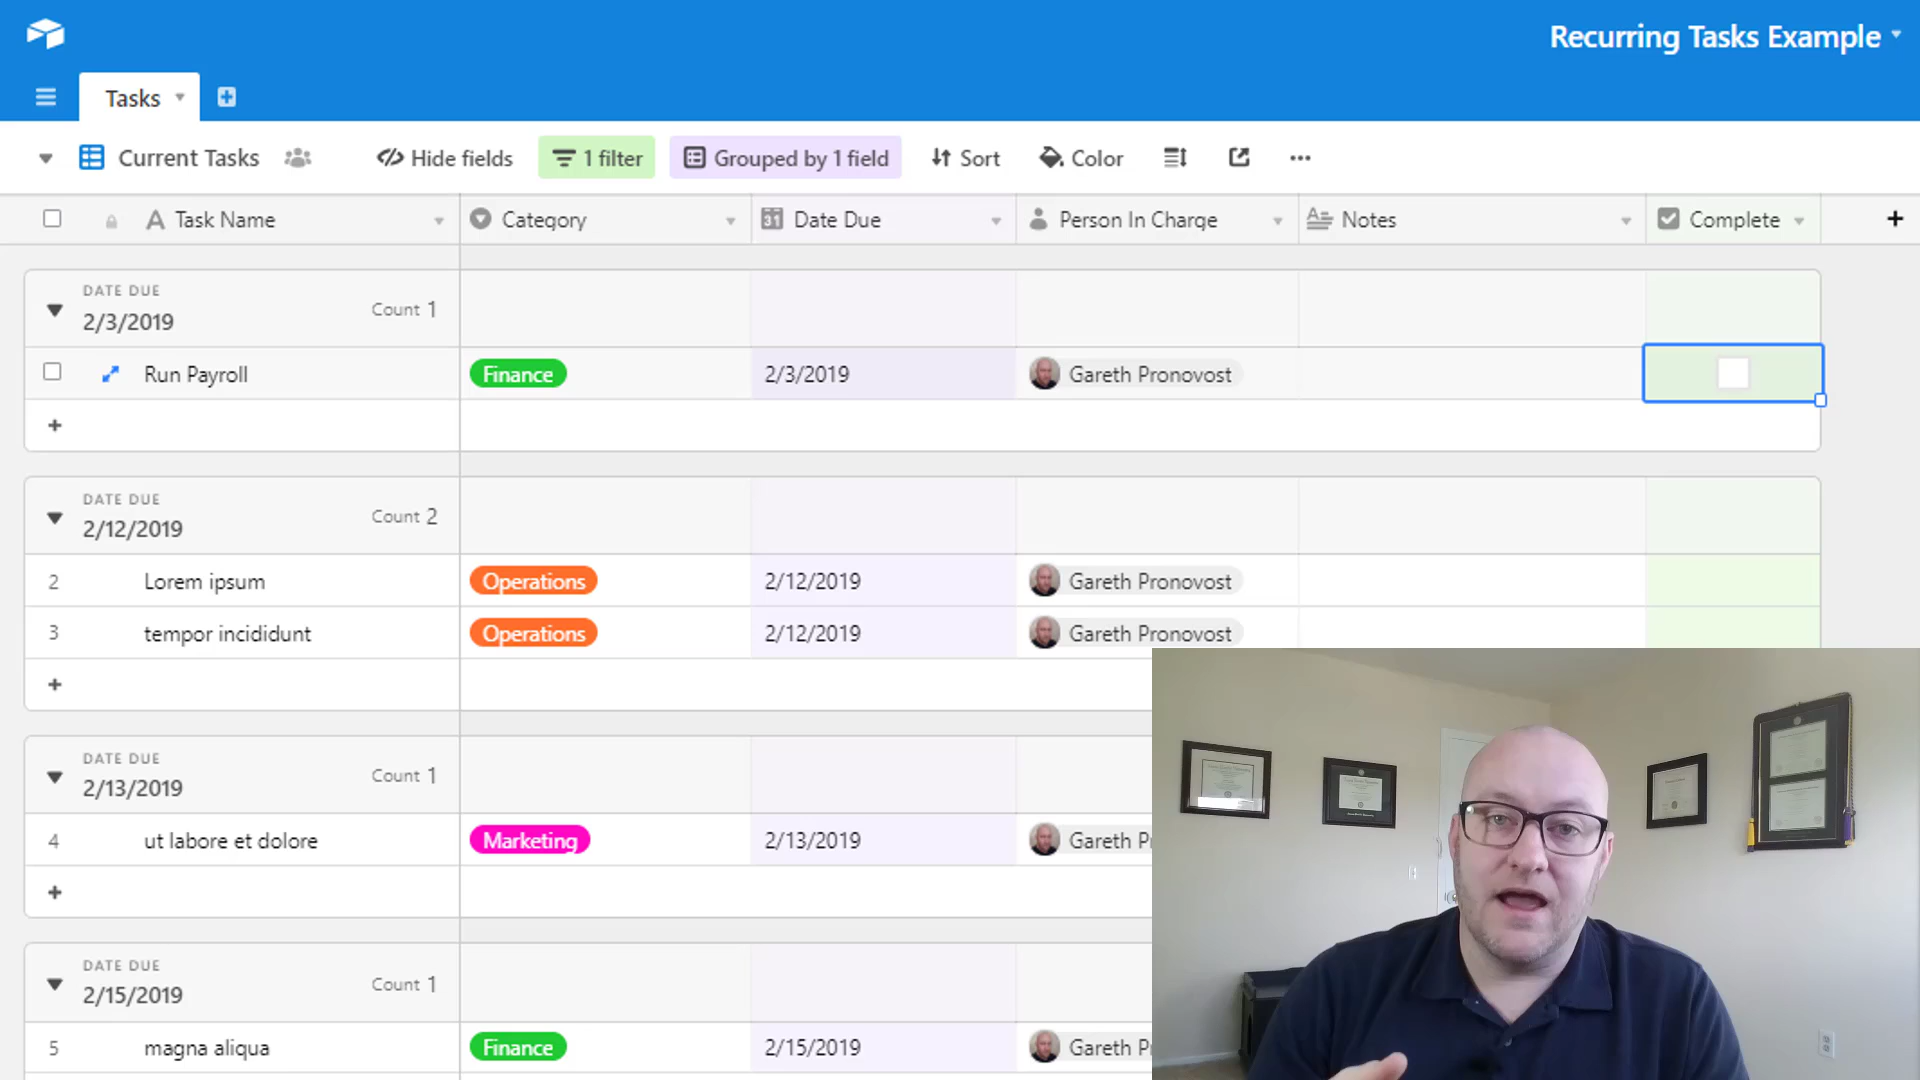 Recurring Tasks Example
Tasks
Current Tasks Hide fields 1 filter Grouped by 1 field Sort Color
Task Name Category 31 Date Due Person In Charge Notes Complete
DATE DUE
2/3/2019 Count 1
Run Payroll Finance 2/3/2019 Gareth Pronovost
DATE DUE
2/12/2019 Count 2
2 Lorem ipsum Operations 2/12/2019 Gareth Pronovost
3 tempor incididunt Operations 2/12/2019 Gareth Pronovost
DATE DUE
2/13/2019 Count 1
4 ut labore et dolore Marketing 2/13/2019 Gareth P
DATE DUE
2/15/2019 Count 1
5 magna aliqua Finance 2/15/2019 Gareth P